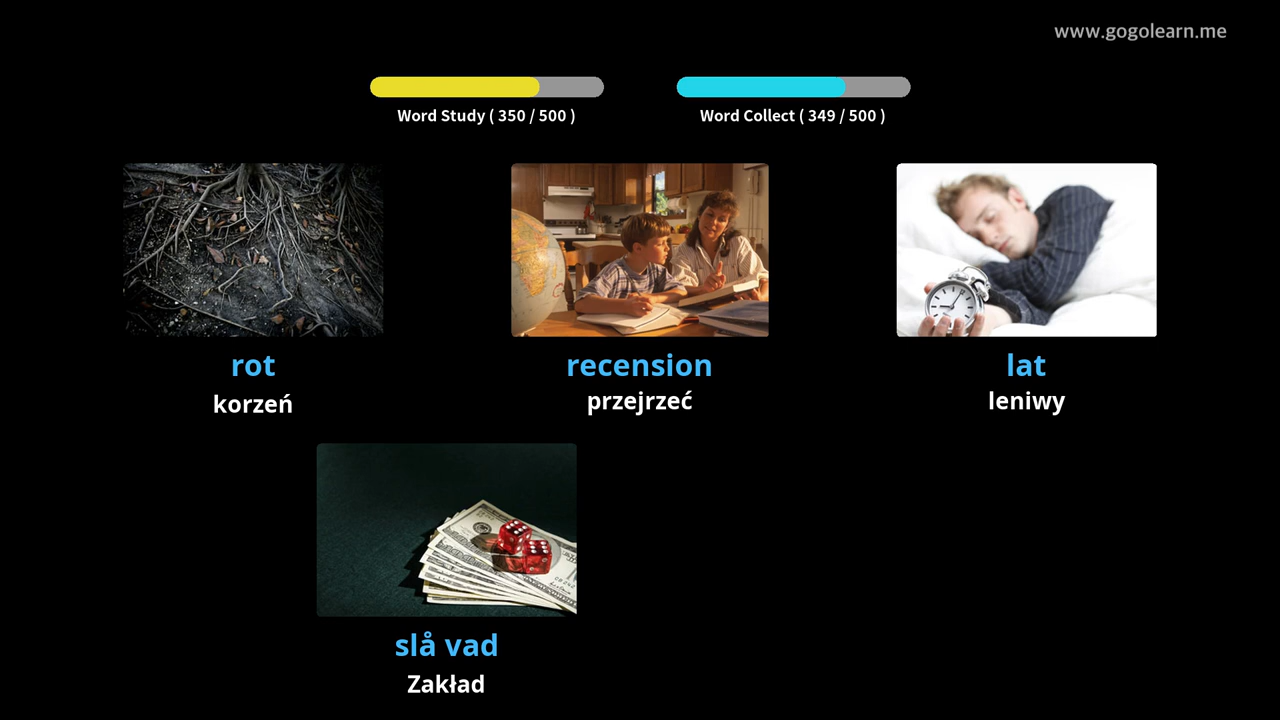 www.gogolearn.me
Word Study ( 350 / 500 )
Word Collect ( 349 / 500 )
rot
korzeń
recension
przejrzeć
lat
leniwy
slå vad
Zakład